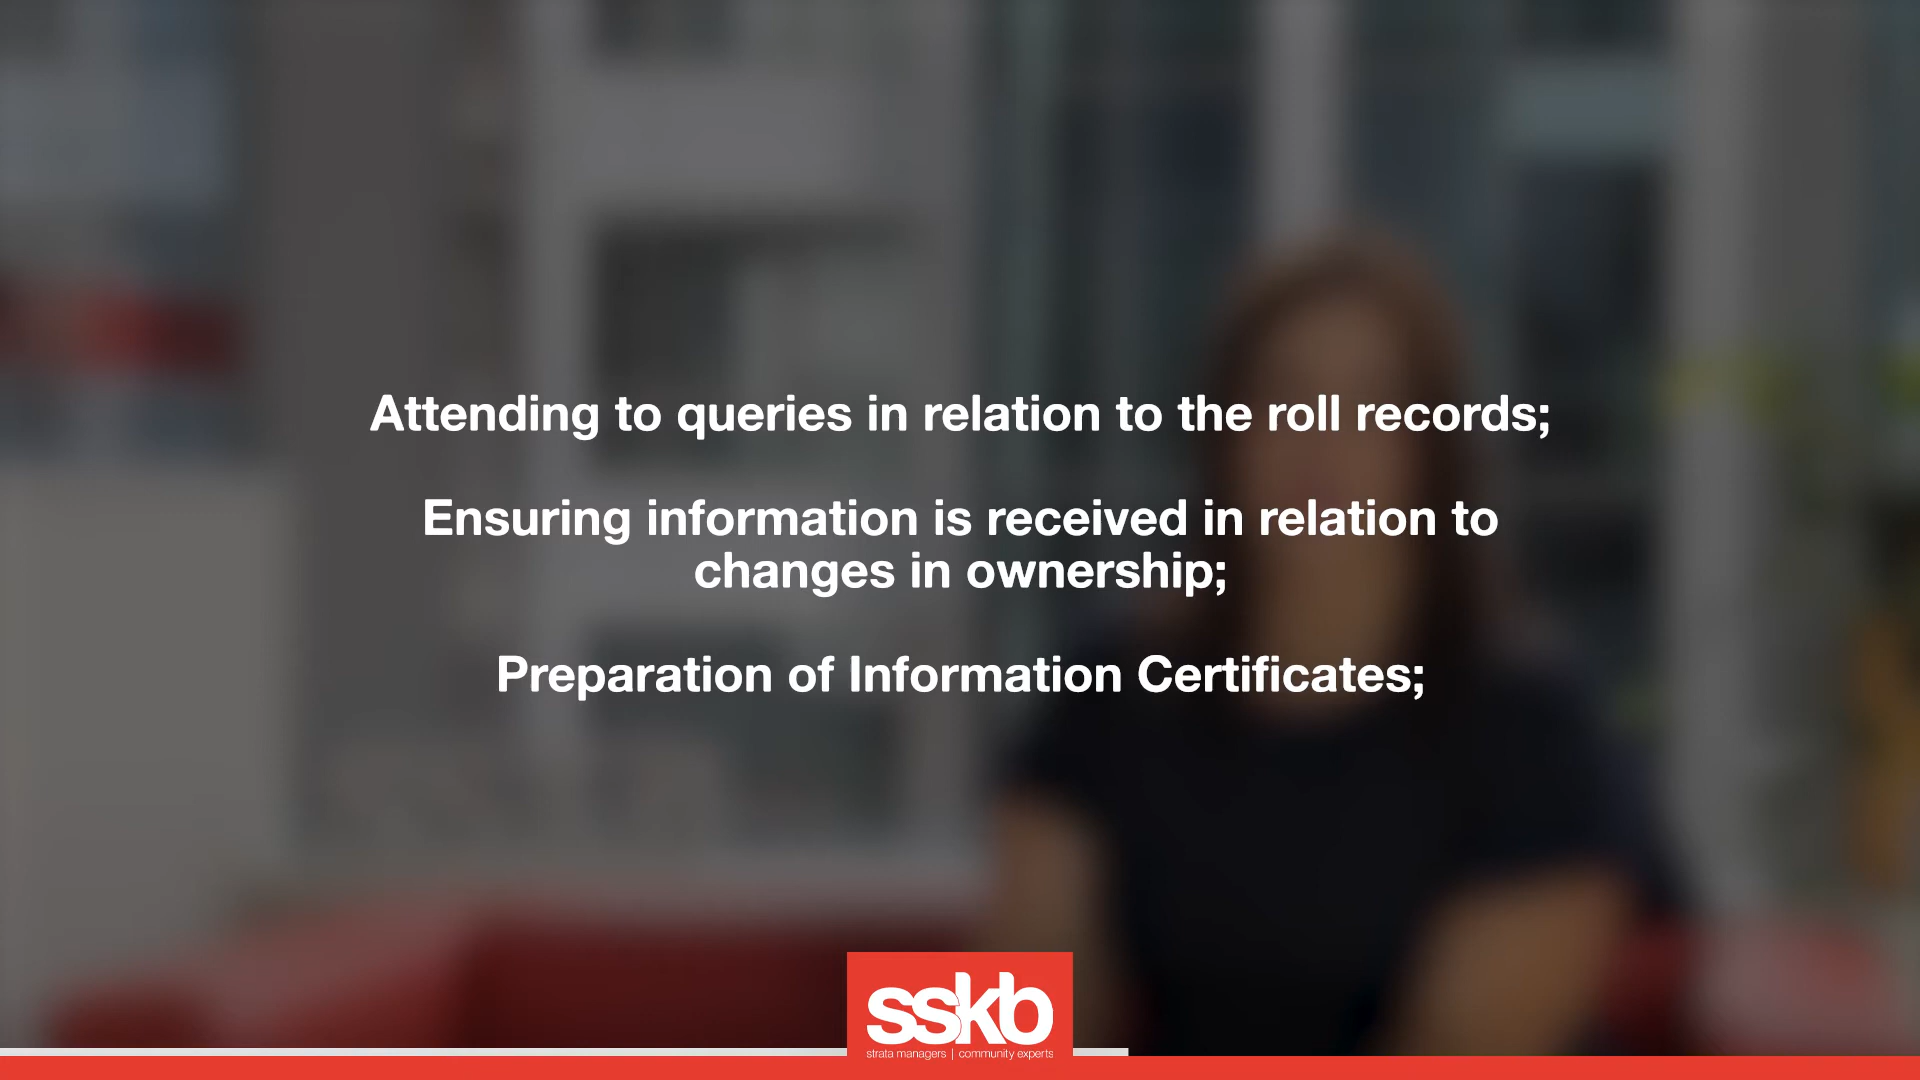 Attending to queries in relation to the roll records;
Ensuring information is received in relation to
changes in ownership;
Preparation of Information Certificates;
sskb
strata managers | community experts